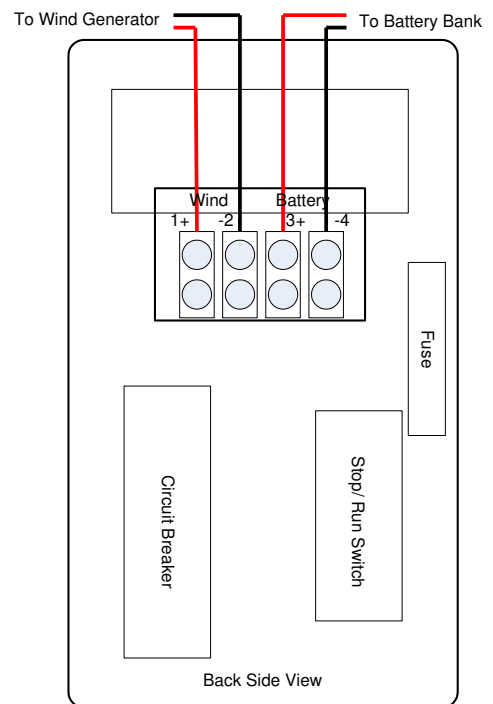 To Wind Generator
To Battery Bank
Wind Battery
1+ -2 3+ -4
Fuse
Circuit Breaker
Stop/ Run Switch
Back Side View